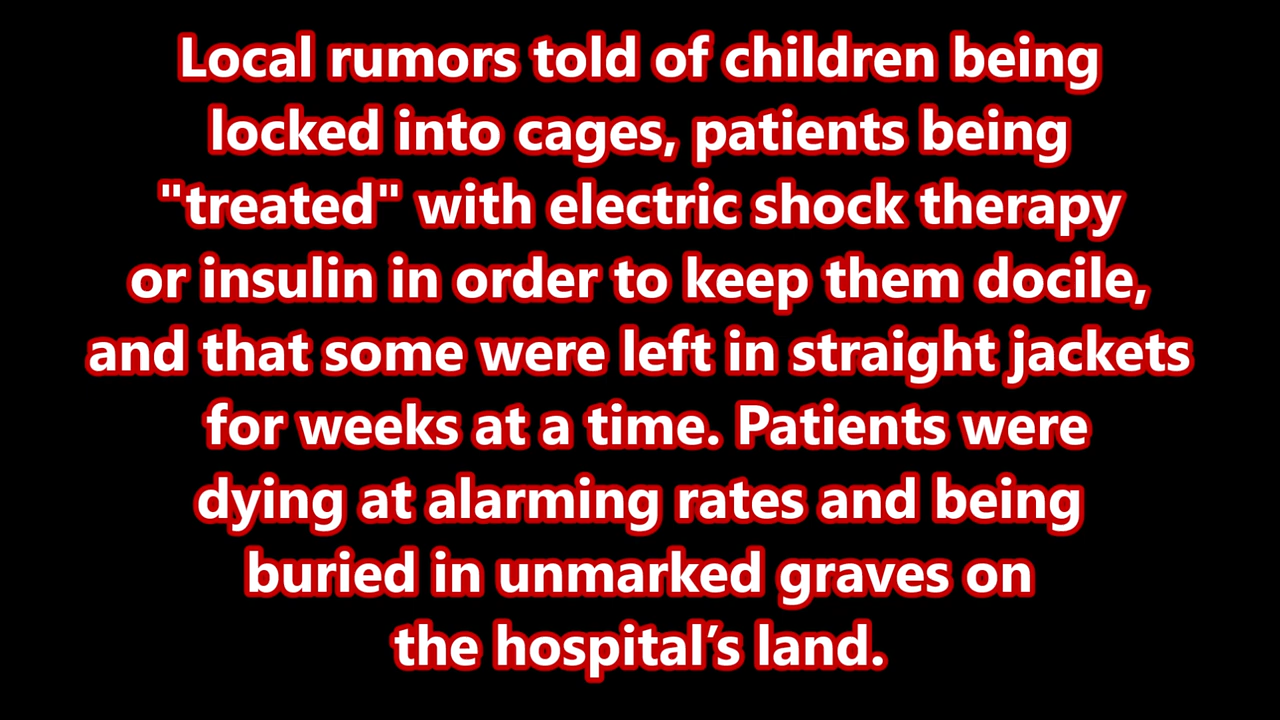 Local rumors told of children being
locked into cages, patients being
"treated" with electric shock therapy
or insulin in order to keep them docile,
and that some were left in straight jackets
for weeks at a time. Patients were
dying at alarming rates and being
buried in unmarked graves on
the hospital’s land.